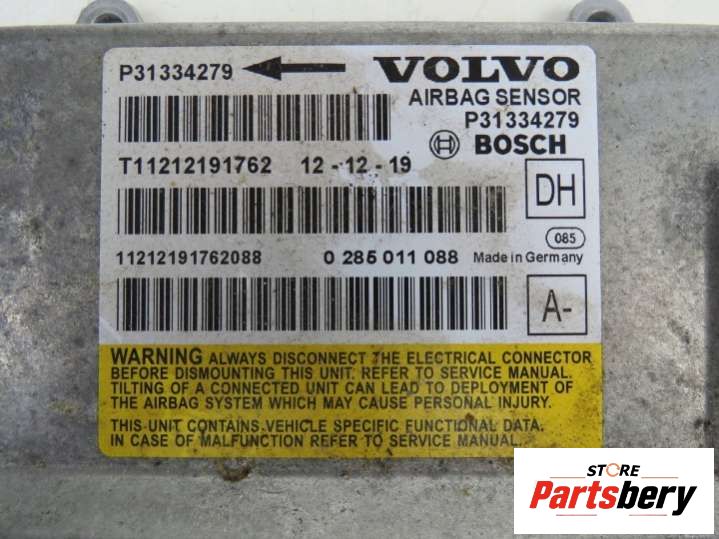 P31334279
VOLVO
AIRBAG SENSOR
P31334279
BOSCH
T11212191762 12 - 12 - 19
DH
085
11212191762088 0 285 011 088 Made in Germany
A-
WARNING ALWAYS DISCONNECT THE ELECTRICAL CONNECTOR
BEFORE DISMOUNTING THIS UNIT. REFER TO SERVICE MANUAL.
TILTING OF A CONNECTED UNIT CAN LEAD TO DEPLOYMENT OF
THE AIRBAG SYSTEM WHICH MAY CAUSE PERSONAL INJURY.
THIS UNIT CONTAINS VEHICLE SPECIFIC FUNCTIONAL DATA.
IN CASE OF MALFUNCTION REFER TO SERVICE MANUAL.
STORE
Partsbery